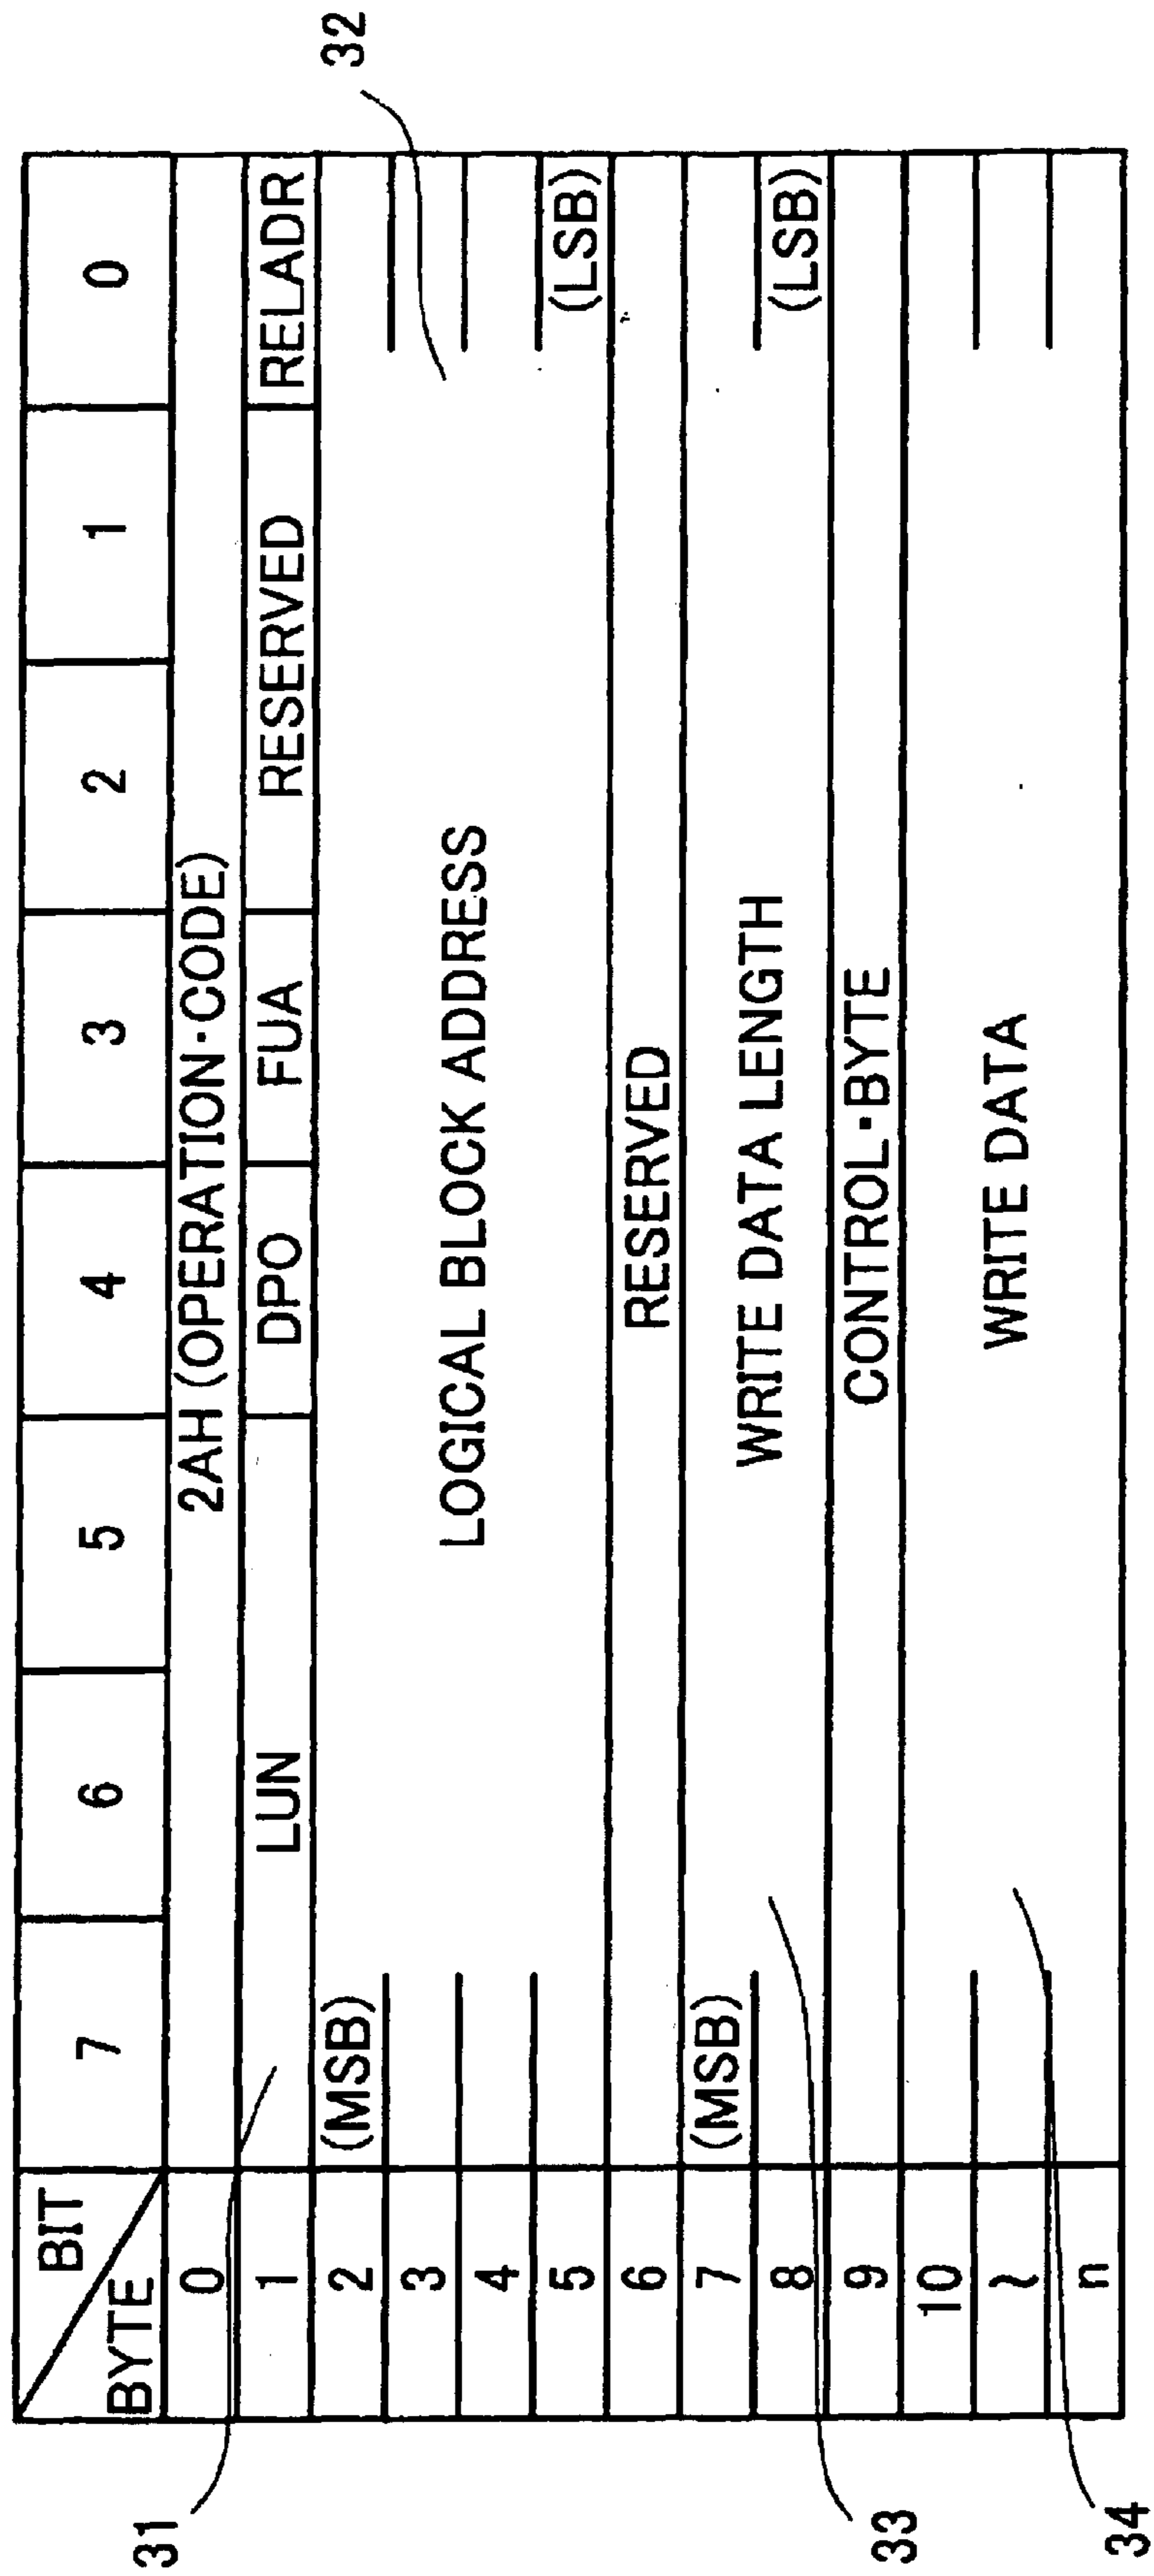 32
BIT
BYTE
7 6 5 4 3 2 1 0
0 2AH (OPERATION·CODE)
1 LUN DPO FUA RESERVED RELADR
2 (MSB)
3
LOGICAL BLOCK ADDRESS
4
5 (LSB)
6 RESERVED
7 (MSB)
WRITE DATA LENGTH
8 (LSB)
9 CONTROL·BYTE
10
≀ WRITE DATA
n
31
33
34